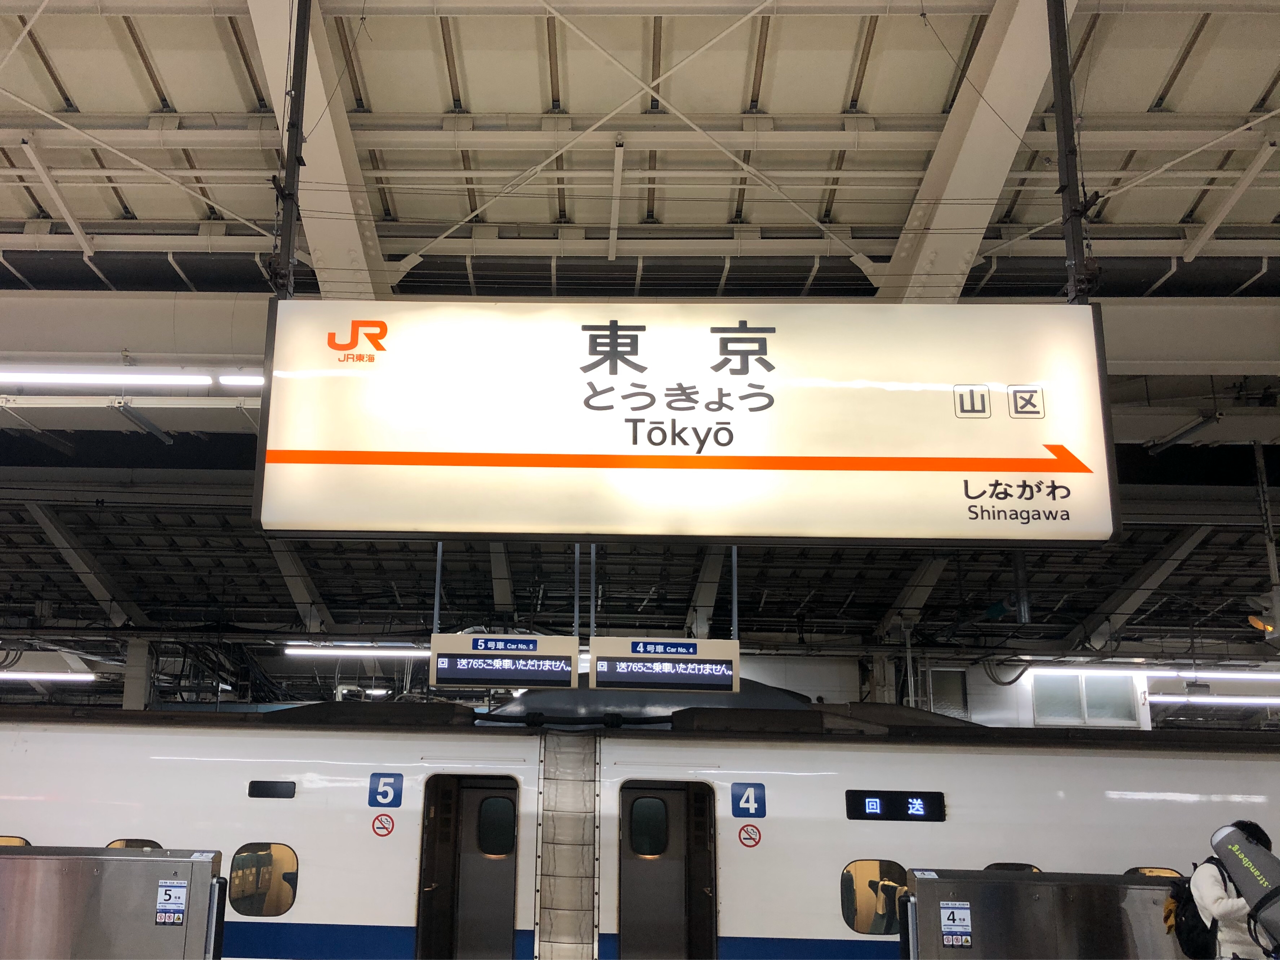 JR
JR東海
東京
とうきょう
Tōkyō
山 区
しながわ
Shinagawa
5号車 Car No. 5
4号車 Car No. 4
回 送765ご乗車いただけません。
回 送765ご乗車いただけません。
5
4
回送
5
4
strandberg